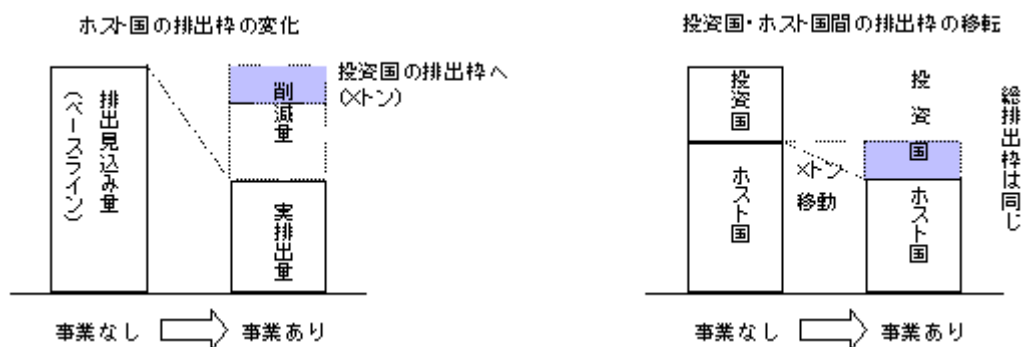 ホスト国の排出枠の変化
排出見込み量
（ベースライン）
削減量
実排出量
投資国の排出枠へ
（Xトン）
事業なし
事業あり
投資国・ホスト国間の排出枠の移転
投資国
ホスト国
Xトン
移動
投資国
ホスト国
総排出枠は同じ
事業なし
事業あり